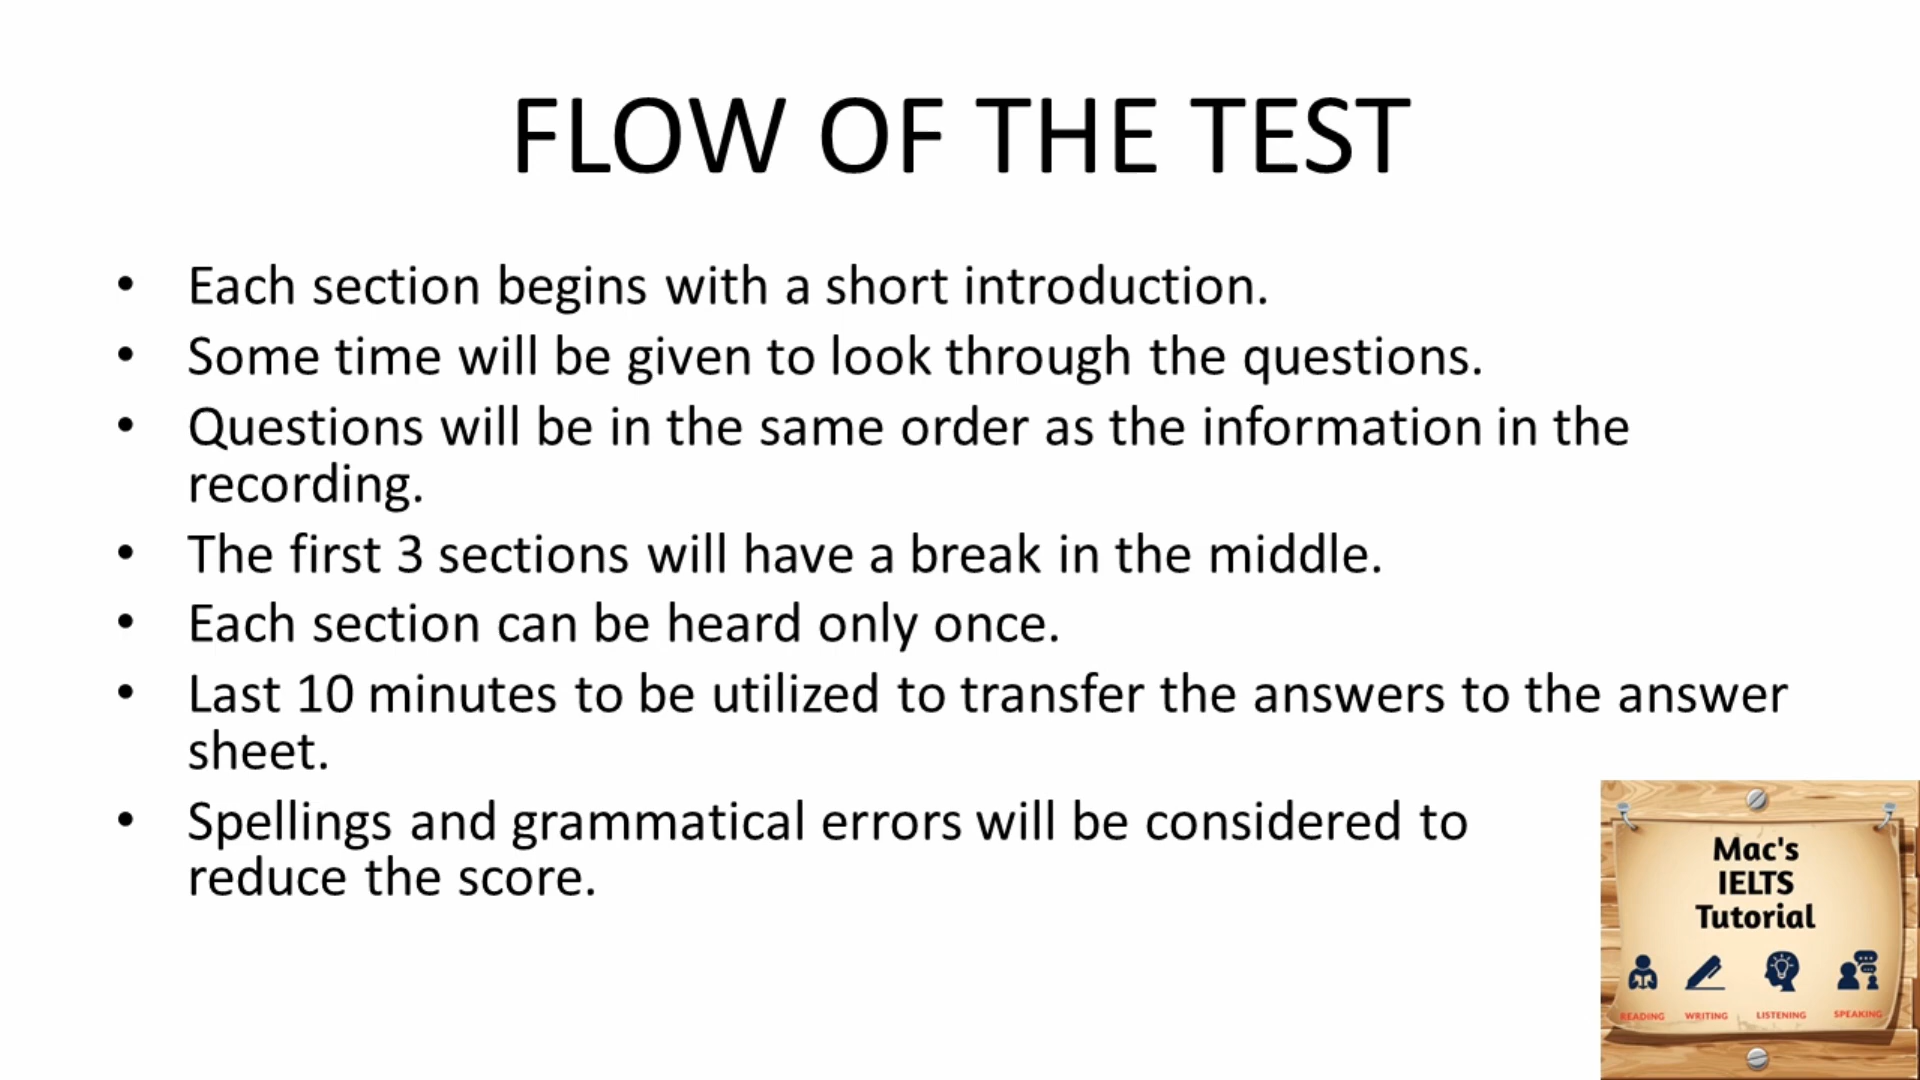 FLOW OF THE TEST
• Each section begins with a short introduction.
• Some time will be given to look through the questions.
• Questions will be in the same order as the information in the
recording.
• The first 3 sections will have a break in the middle.
• Each section can be heard only once.
• Last 10 minutes to be utilized to transfer the answers to the answer
sheet.
• Spellings and grammatical errors will be considered to
reduce the score.
Mac's
IELTS
Tutorial
READING WRITING LISTENING SPEAKING